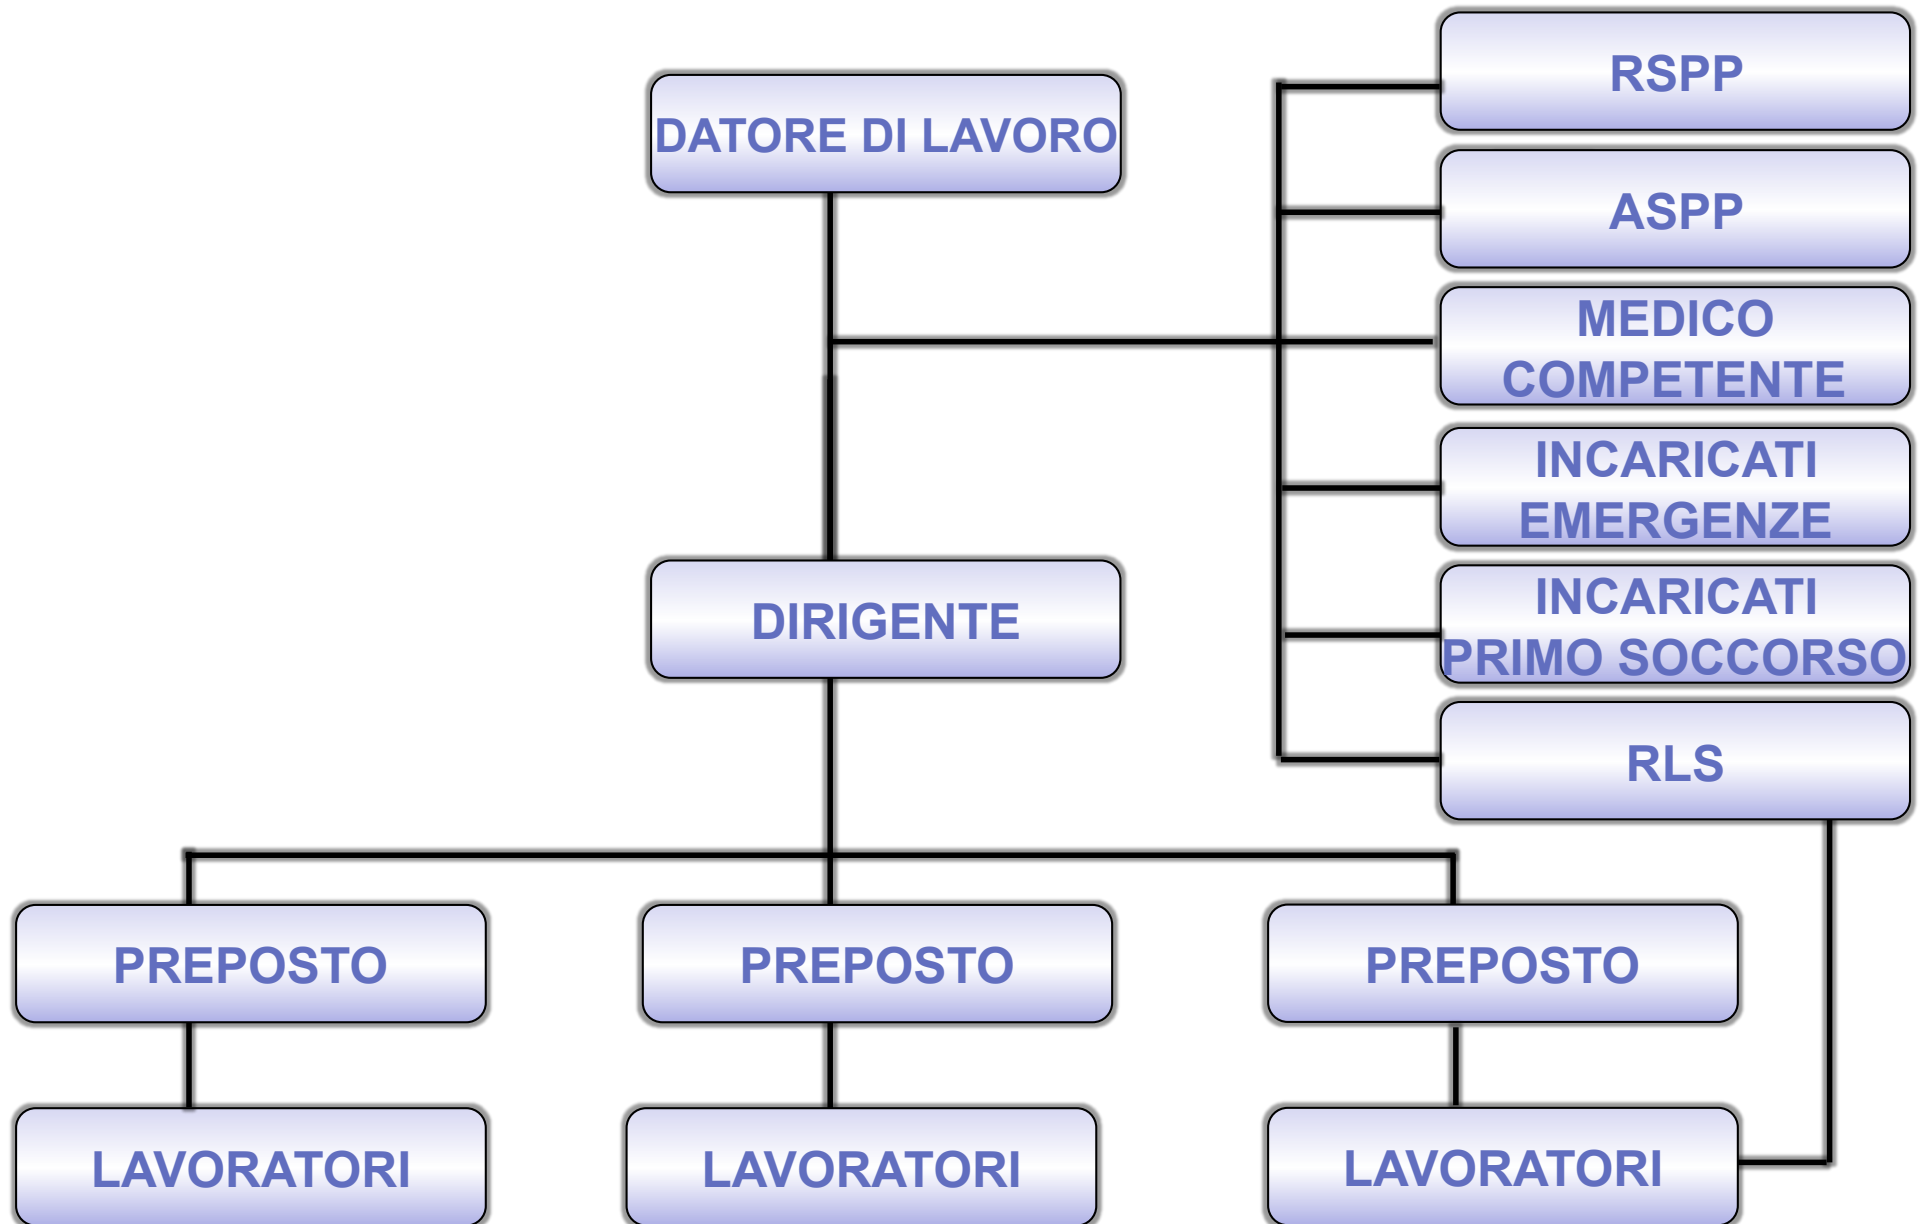 DATORE DI LAVORO
RSPP
ASPP
MEDICO
COMPETENTE
INCARICATI
EMERGENZE
INCARICATI
PRIMO SOCCORSO
RLS
DIRIGENTE
PREPOSTO
PREPOSTO
PREPOSTO
LAVORATORI
LAVORATORI
LAVORATORI